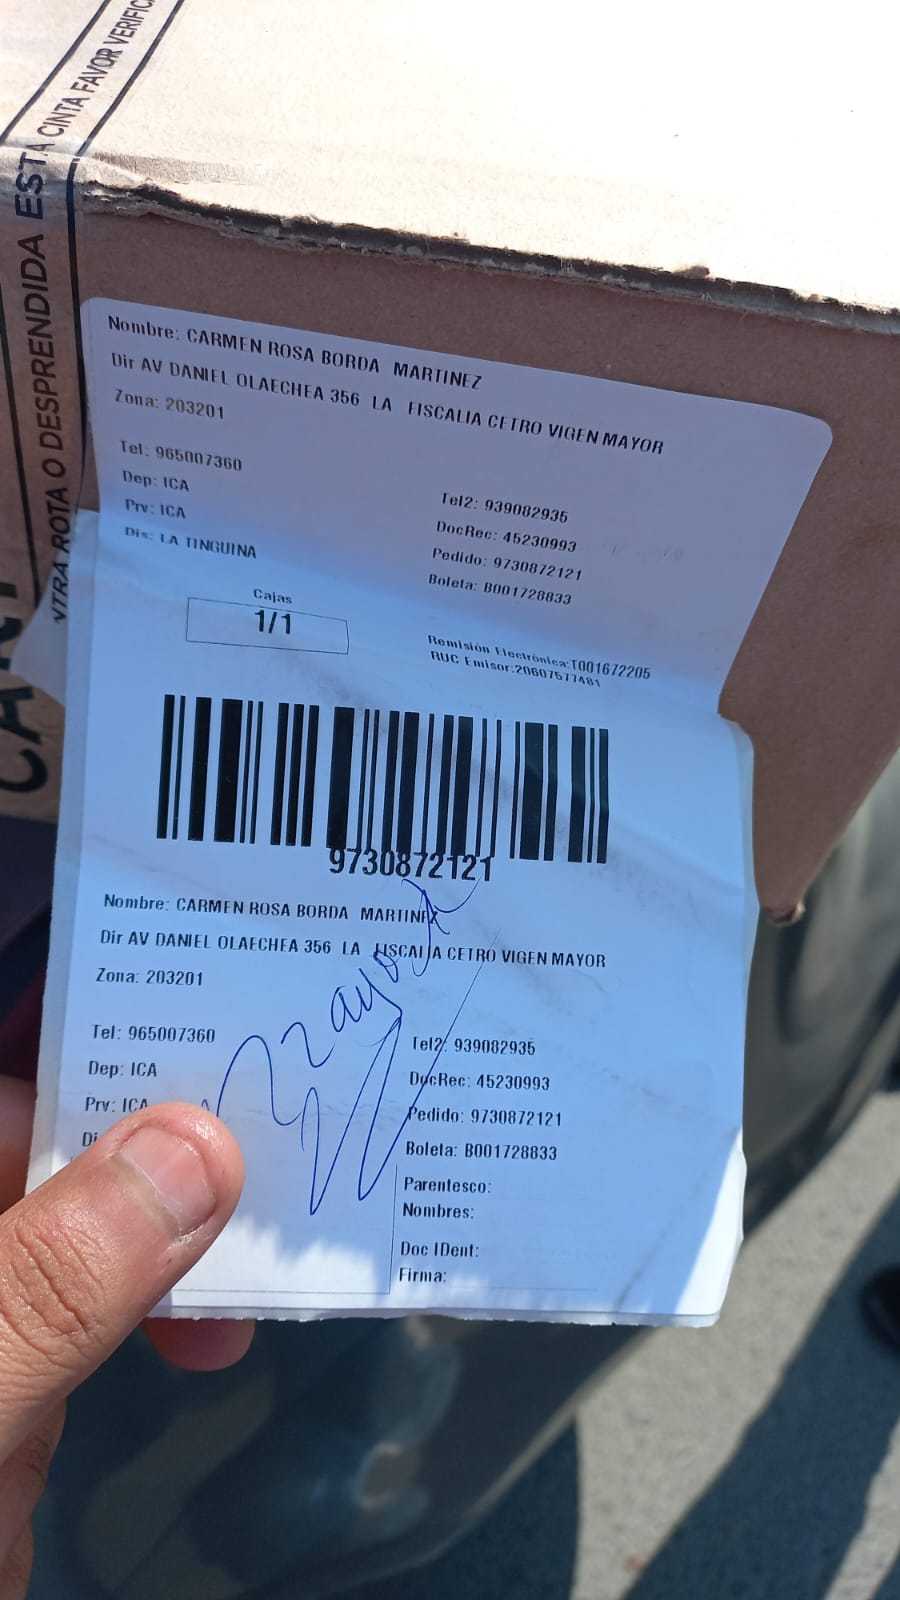 CINTA FAVOR VERIFIC
NTRA ROTA O DESPRENDIDA ESTA
Nombre: CARMEN ROSA BORDA MARTINEZ
Dir AV DANIEL OLAECHEA 356 LA FISCALIA CETRO VIGEN MAYOR
Zona: 203201
Tel: 965007360
Tel2: 939082935
Dep: ICA
DocRec: 45230993
Prv: ICA
Pedido: 9730872121
Dis: LA TINGUINA
Boleta: B001728833
Cajas
1/1
Remisión Electrónica:T001672205
RUC Emisor:20607577481
9730872121
Nombre: CARMEN ROSA BORDA MARTINEZ
Dir AV DANIEL OLAECHEA 356 LA FISCALIA CETRO VIGEN MAYOR
Zona: 203201
Tel: 965007360
Tel2: 939082935
Dep: ICA
DocRec: 45230993
Prv: ICA
Pedido: 9730872121
Di
Boleta: B001728833
Parentesco:
Nombres:
Doc IDent:
Firma: